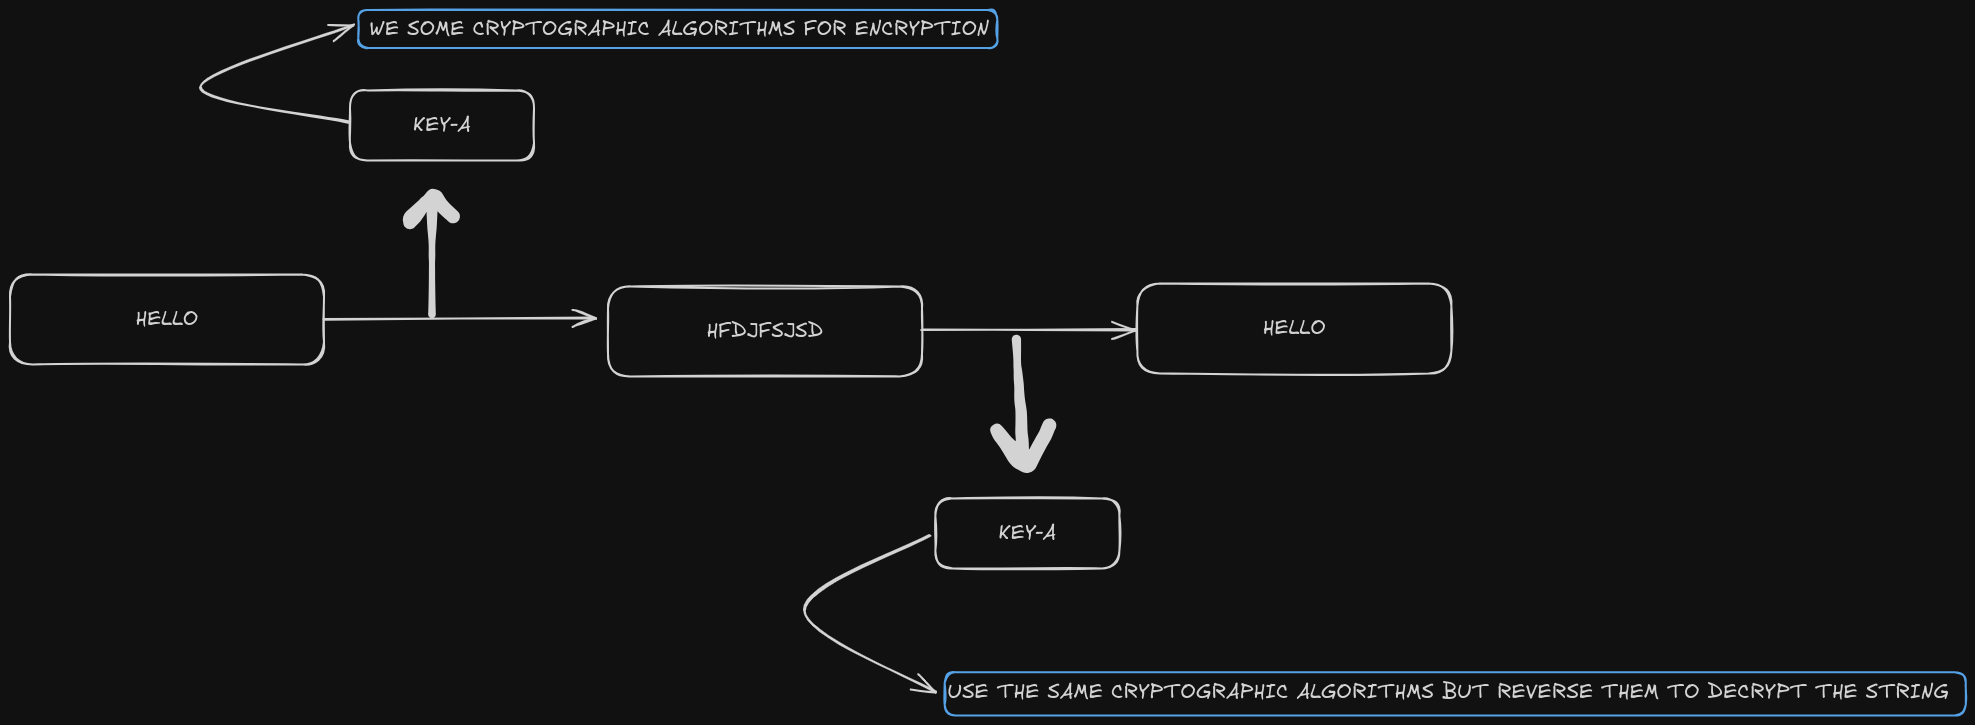 WE SOME CRYPTOGRAPHIC ALGORITHMS FOR ENCRYPTION
KEY-A
HELLO
HFDJFSJSD
HELLO
KEY-A
USE THE SAME CRYPTOGRAPHIC ALGORITHMS BUT REVERSE THEM TO DECRYPT THE STRING